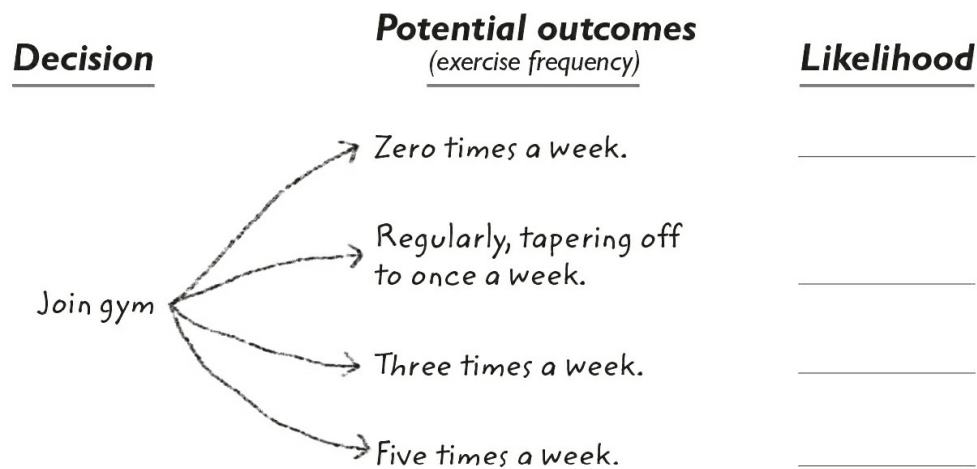 Decision
Potential outcomes
(exercise frequency)
Likelihood
Join gym
Zero times a week.
Regularly, tapering off
to once a week.
Three times a week.
Five times a week.